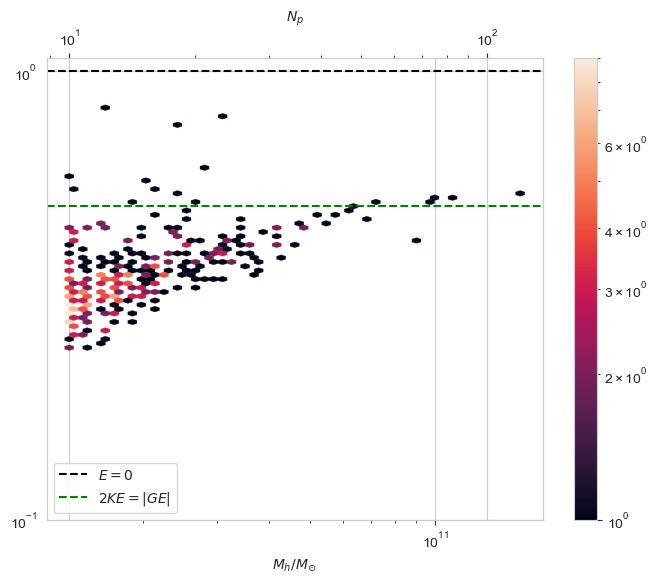 N_p
10^1
10^2
10^0
10^{-1}
E = 0
2KE = |GE|
10^{11}
M_h/M_⊙
6 × 10^0
4 × 10^0
3 × 10^0
2 × 10^0
10^0